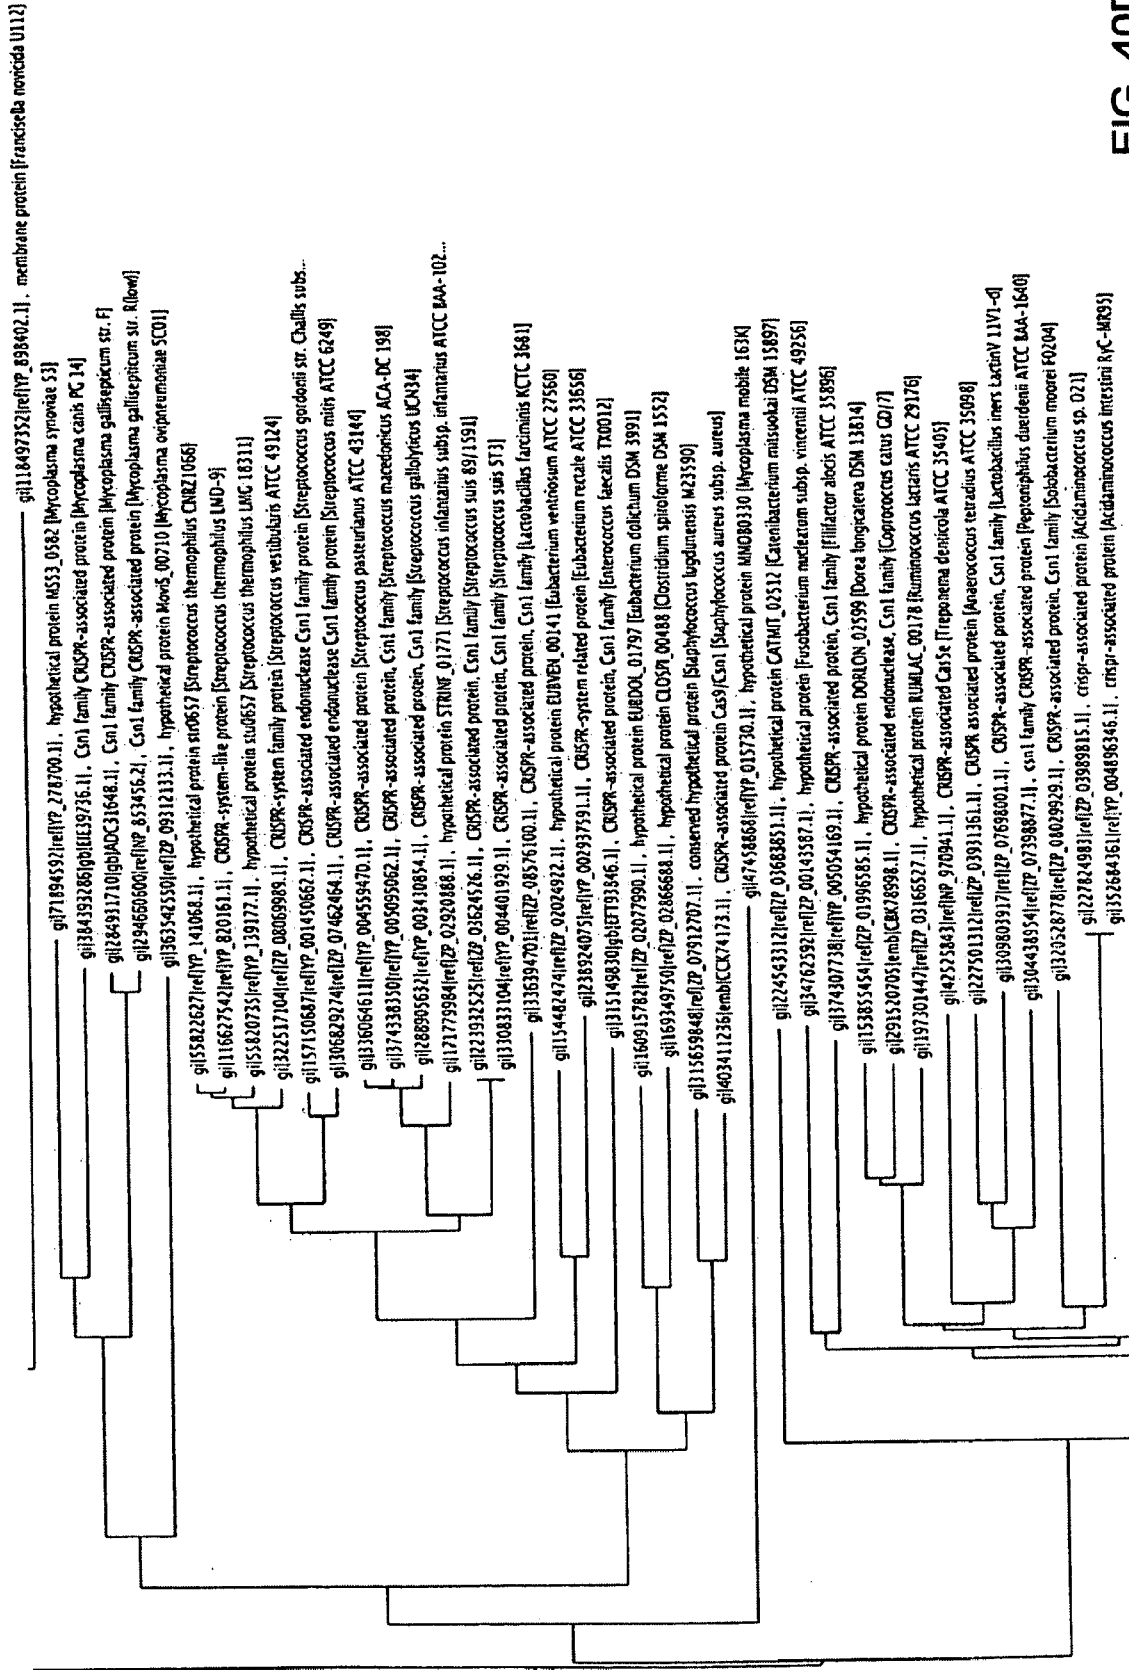 gi|118497352|ref|YP_898402.1|, membrane protein [Francisella novicida U112]
gi|71894592|ref|YP_278700.1|, hypothetical protein MS53_0582 [Mycoplasma synoviae 53]
gi|384393286|gb|EIE39736.1|, Csn1 family CRISPR-associated protein [Mycoplasma canis PG 14]
gi|284931710|gb|ADC31648.1|, Csn1 family CRISPR-associated protein [Mycoplasma gallisepticum str. F]
gi|294660600|ref|NP_853456.2|, Csn1 family CRISPR-associated protein [Mycoplasma gallisepticum str. R(low)]
gi|363542550|ref|ZP_09312133.1|, hypothetical protein MoviS_00710 [Mycoplasma ovipneumoniae SC01]
gi|55822627|ref|YP_141068.1|, hypothetical protein str0657 [Streptococcus thermophilus CNRZ1066]
gi|116627542|ref|YP_820161.1|, CRISPR-system-like protein [Streptococcus thermophilus LMD-9]
gi|55820735|ref|YP_139177.1|, hypothetical protein stu0657 [Streptococcus thermophilus LMG 18311]
gi|322517104|ref|ZP_08069989.1|, CRISPR-system family protein [Streptococcus vestibularis ATCC 49124]
gi|157150687|ref|YP_001450662.1|, CRISPR-associated endonuclease Csn1 family protein [Streptococcus gordonii str. Challis subs...
gi|306829274|ref|ZP_07462464.1|, CRISPR-associated endonuclease Csn1 family protein [Streptococcus mitis ATCC 6249]
gi|336064611|ref|YP_004559470.1|, CRISPR-associated protein [Streptococcus pasteurianus ATCC 43144]
gi|374338350|ref|YP_005095062.1|, CRISPR-associated protein, Csn1 family [Streptococcus macedonicus ACA-DC 198]
gi|288905632|ref|YP_003430854.1|, CRISPR-associated protein, Csn1 family [Streptococcus gallolyticus UCN34]
gi|171779984|ref|ZP_02920888.1|, hypothetical protein STRINF_01771 [Streptococcus infantarius subsp. infantarius ATCC BAA-102...
gi|223932525|ref|ZP_03624526.1|, CRISPR-associated protein, Csn1 family [Streptococcus suis 89/1591]
gi|330833104|ref|YP_004401929.1|, CRISPR-associated protein, Csn1 family [Streptococcus suis ST3]
gi|336394701|ref|ZP_08576100.1|, CRISPR-associated protein, Csn1 family [Lactobacillus farciminis KCTC 3681]
gi|154482474|ref|ZP_02024922.1|, hypothetical protein EUBVEN_00141 [Eubacterium ventriosum ATCC 27560]
gi|238924075|ref|YP_002937591.1|, CRISPR-system related protein [Eubacterium rectale ATCC 33656]
gi|315149830|gb|EFT93846.1|, CRISPR-associated protein, Csn1 family [Enterococcus faecalis TX0012]
gi|160915782|ref|ZP_02077990.1|, hypothetical protein EUBDOL_01797 [Eubacterium dolichum DSM 3991]
gi|169349750|ref|ZP_02866688.1|, hypothetical protein CLOSPI_00488 [Clostridium spiroforme DSM 1552]
gi|315659848|ref|ZP_07912707.1|, conserved hypothetical protein [Staphylococcus lugdunensis M23590]
gi|403411236|emb|CCK74173.1|, CRISPR-associated protein Cas9/Csn1 [Staphylococcus aureus subsp. aureus]
gi|47458868|ref|YP_015730.1|, hypothetical protein MMOB0330 [Mycoplasma mobile 163K]
gi|224543312|ref|ZP_03683851.1|, hypothetical protein CATMIT_02512 [Catenibacterium mitsuokai DSM 15897]
gi|34762592|ref|ZP_00143587.1|, hypothetical protein [Fusobacterium nucleatum subsp. vincentii ATCC 49256]
gi|374307738|ref|YP_005054169.1|, CRISPR-associated protein, Csn1 family [Filifactor alocis ATCC 35896]
gi|153855454|ref|ZP_01996585.1|, hypothetical protein DORLON_02599 [Dorea longicatena DSM 13814]
gi|291520705|emb|CBK78998.1|, CRISPR-associated endonuclease, Csn1 family [Coprococcus catus GD/7]
gi|197301447|ref|ZP_03166527.1|, hypothetical protein RUMLAC_00178 [Ruminococcus lactaris ATCC 29176]
gi|42525843|ref|NP_970941.1|, CRISPR-associated Cas5e [Treponema denticola ATCC 35405]
gi|227501312|ref|ZP_03931361.1|, CRISPR associated protein [Anaerococcus tetradius ATCC 35098]
gi|309803917|ref|ZP_07698001.1|, CRISPR-associated protein, Csn1 family [Lactobacillus iners LactinV 11V1-d]
gi|304438954|ref|ZP_07398877.1|, csn1 family CRISPR-associated protein [Peptoniphilus duerdenii ATCC BAA-1640]
gi|320528778|ref|ZP_08029929.1|, CRISPR-associated protein, Csn1 family [Solobacterium moorei F0204]
gi|227824983|ref|ZP_03989815.1|, crispr-associated protein [Acidaminococcus sp. D21]
gi|352684361|ref|YP_004896346.1|, crispr-associated protein [Acidaminococcus intestini RyC-MR95]